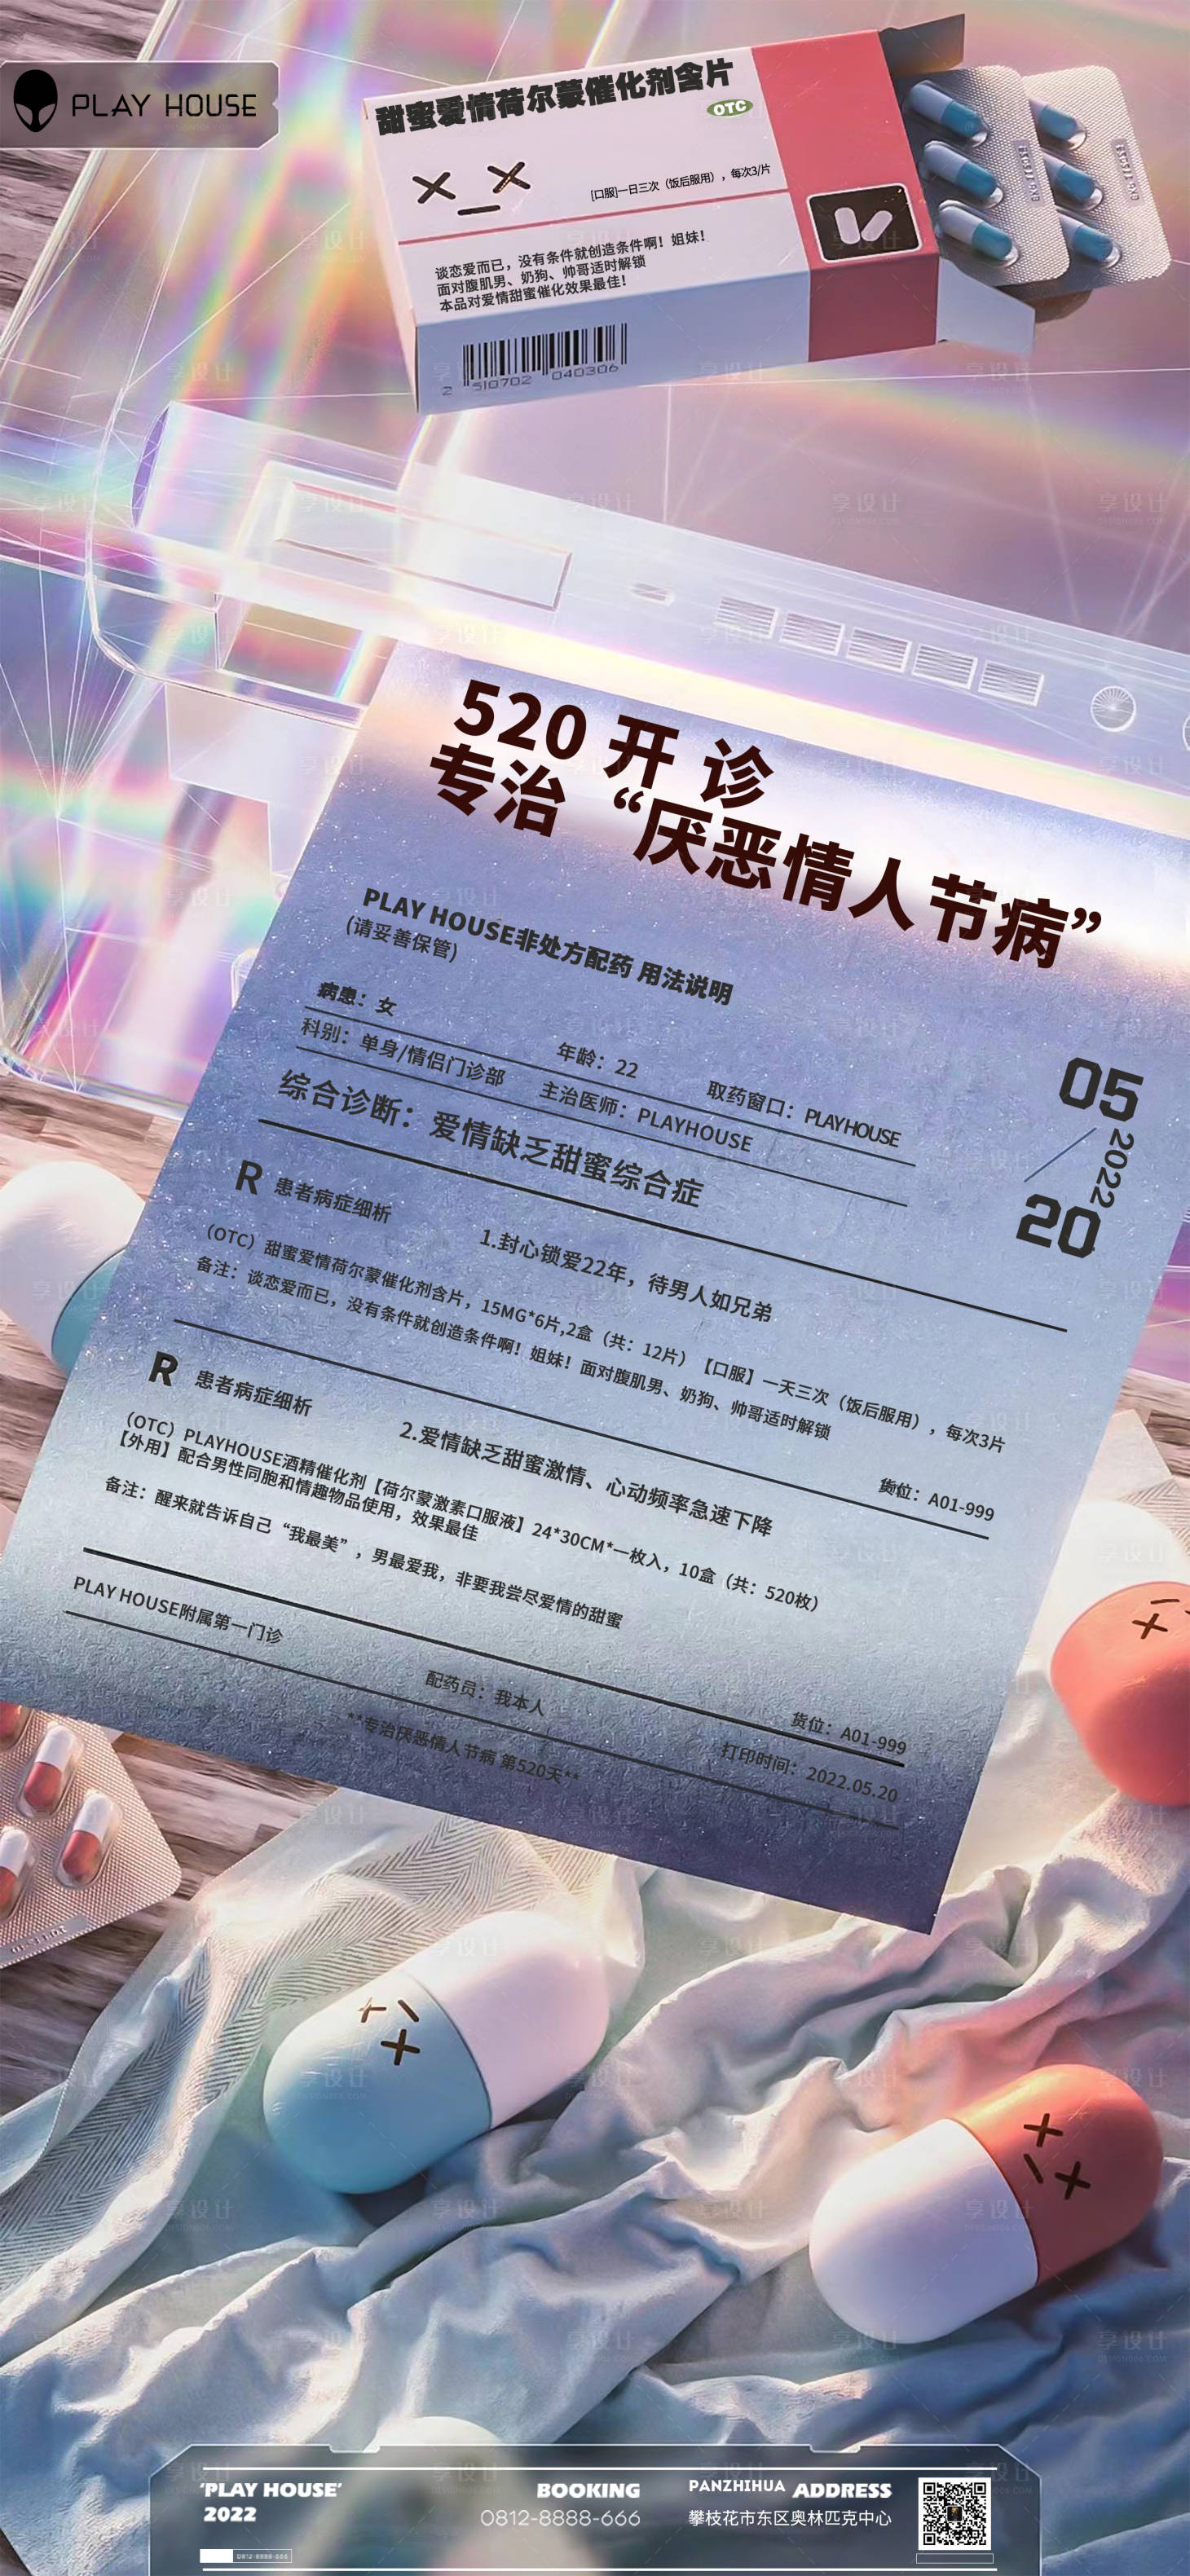 PLAY HOUSE
甜蜜爱情荷尔蒙催化剂含片
OTC
[口服]一日三次（饭后服用），每次3/片
谈恋爱而已，没有条件就创造条件啊！姐妹！
面对腹肌男、奶狗、帅哥适时解锁
本品对爱情甜蜜催化效果最佳！
2 510702 040306
520 开 诊
专治“厌恶情人节病”
PLAY HOUSE非处方配药 用法说明
(请妥善保管)
病患：女
年龄：22
取药窗口：PLAYHOUSE
科别：单身/情侣门诊部
主治医师：PLAYHOUSE
综合诊断：爱情缺乏甜蜜综合症
05
2022
20
R 患者病症细析
1.封心锁爱22年，待男人如兄弟
（OTC）甜蜜爱情荷尔蒙催化剂含片，15MG*6片,2盒（共：12片）【口服】一天三次（饭后服用），每次3片
备注：谈恋爱而已，没有条件就创造条件啊！姐妹！面对腹肌男、奶狗、帅哥适时解锁
货位：A01-999
R 患者病症细析
2.爱情缺乏甜蜜激情、心动频率急速下降
（OTC）PLAYHOUSE酒精催化剂【荷尔蒙激素口服液】24*30CM*一枚入，10盒（共：520枚）
【外用】配合男性同胞和情趣物品使用，效果最佳
备注：醒来就告诉自己“我最美”，男最爱我，非要我尝尽爱情的甜蜜
货位：A01-999
PLAY HOUSE附属第一门诊
配药员：我本人
打印时间：2022.05.20
**专治厌恶情人节病 第520天**
'PLAY HOUSE'
2022
0812-8888-666
BOOKING
0812-8888-666
PANZHIHUA ADDRESS
攀枝花市东区奥林匹克中心
享设计
DESIGN006.COM